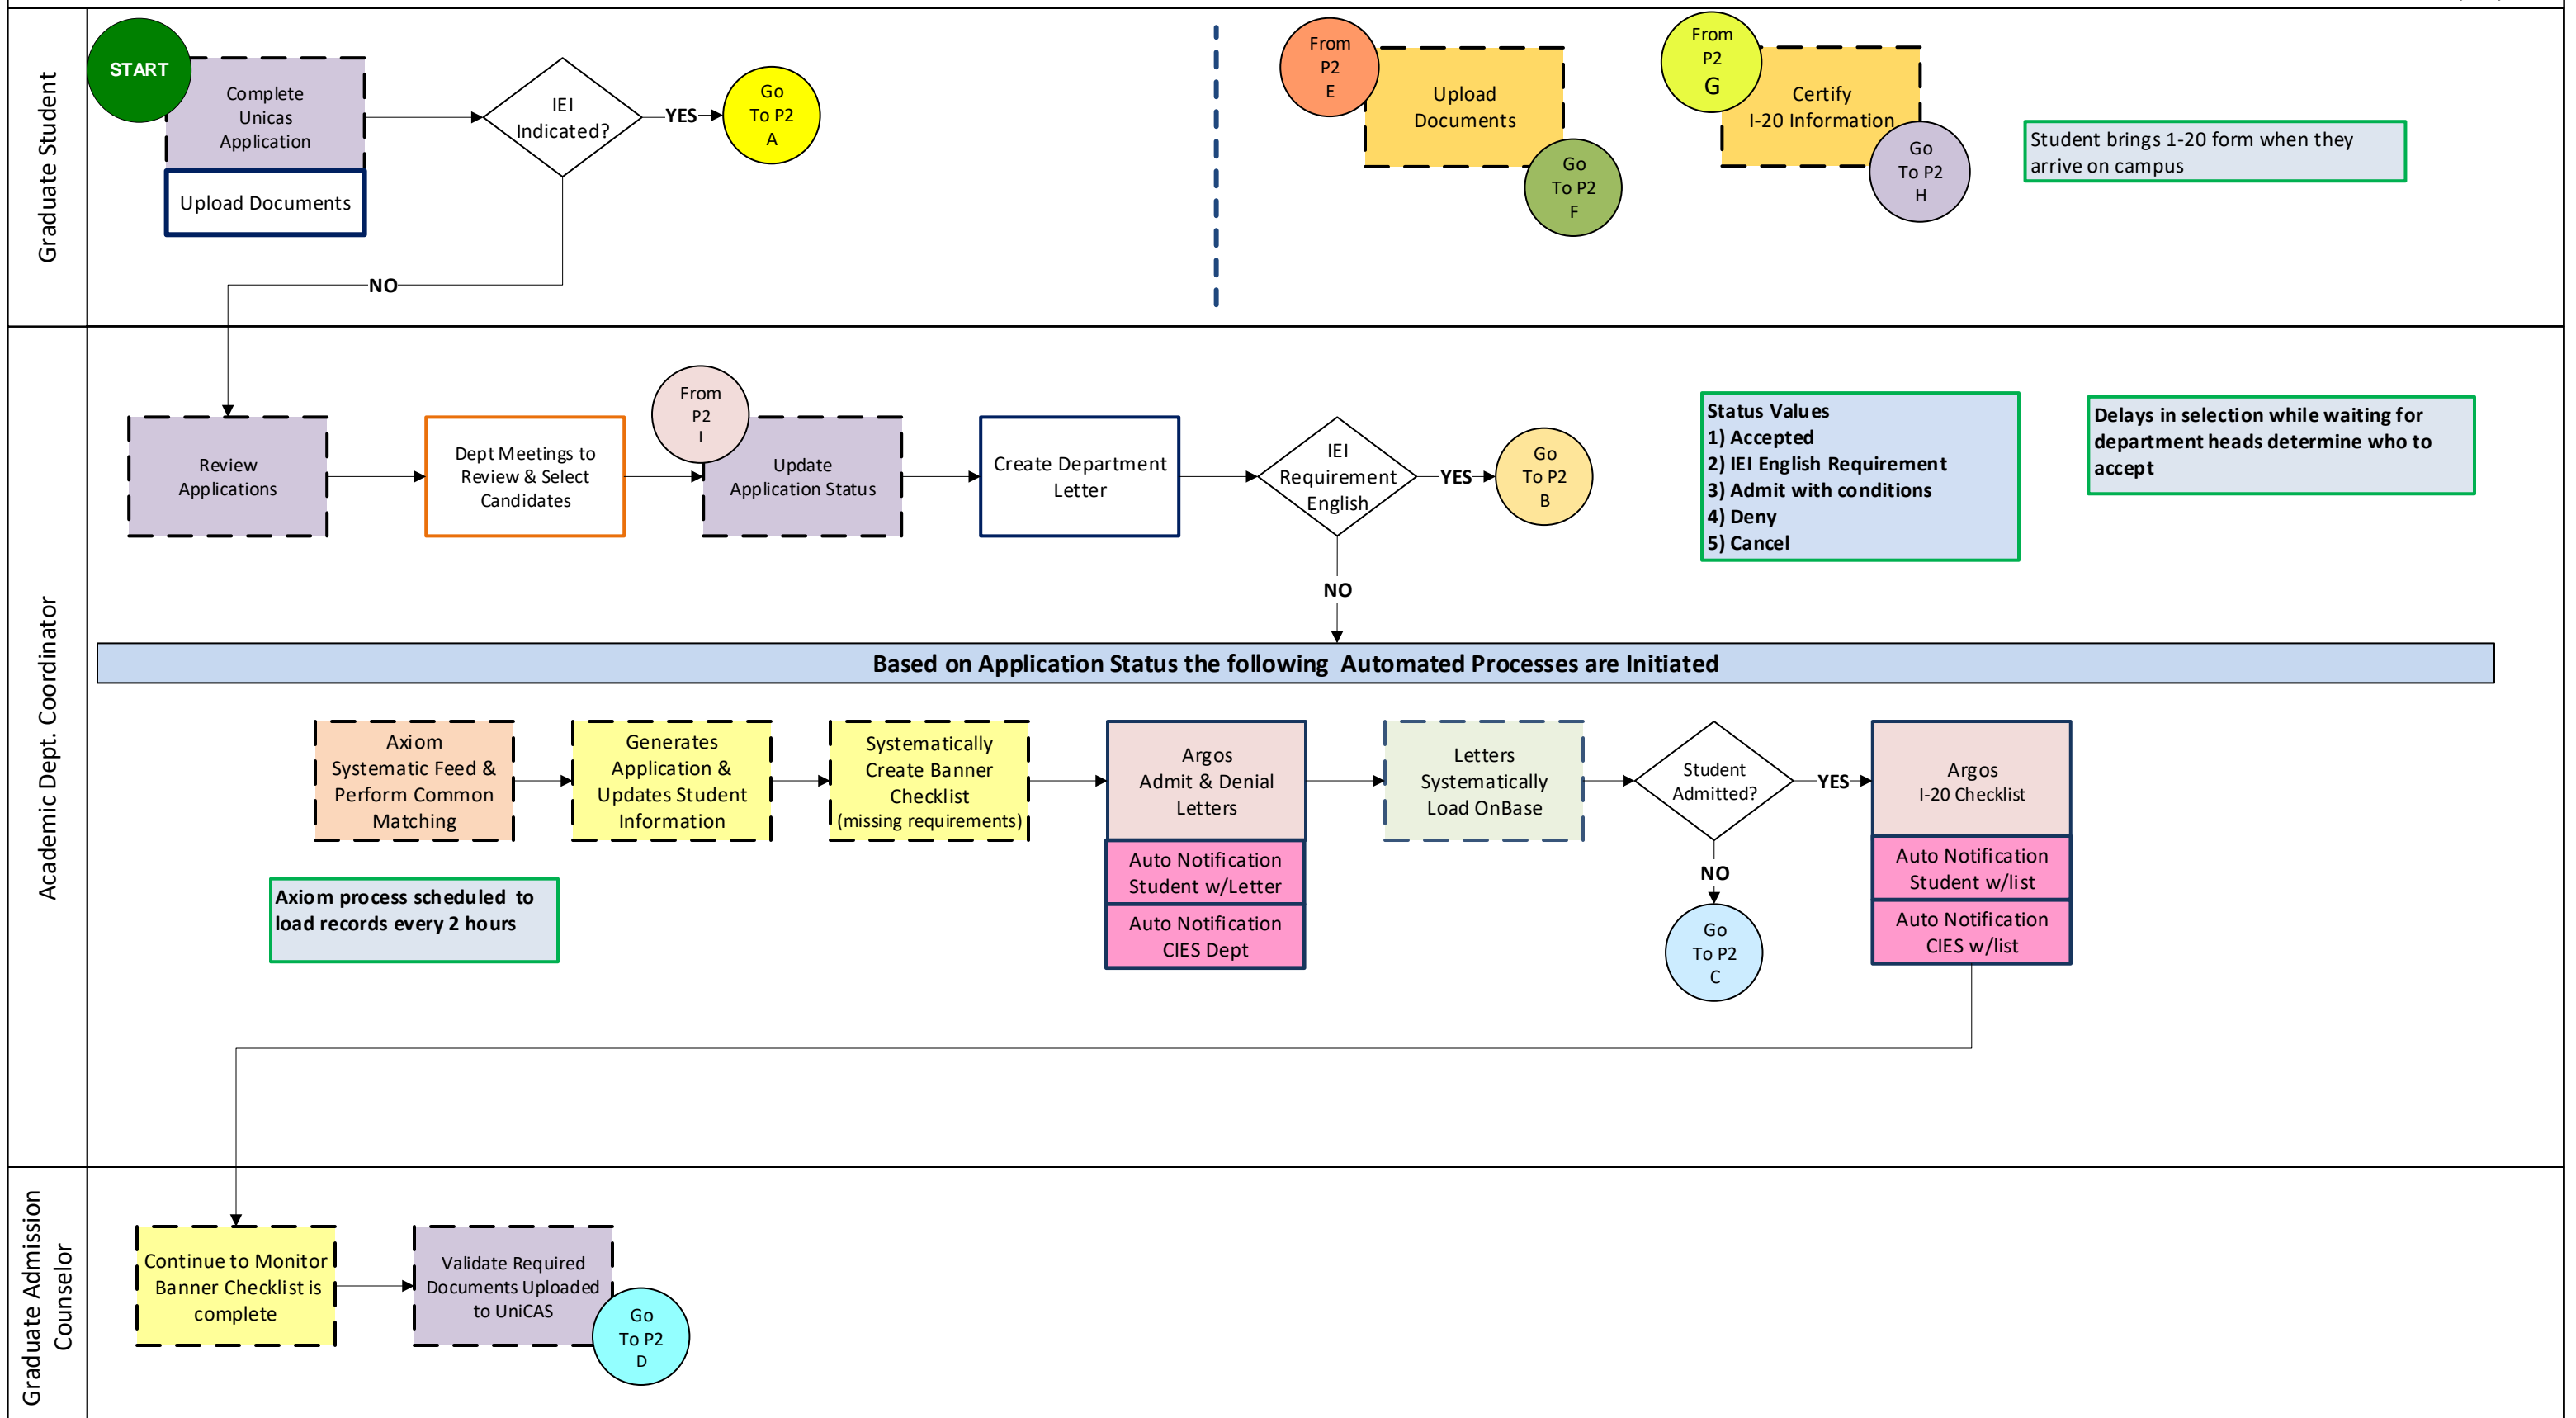 Graduate Student
START
Complete
Unicas
Application
Upload Documents
IEI
Indicated?
YES
Go
To P2
A
NO
From
P2
E
Upload
Documents
Go
To P2
F
From
P2
G
Certify
I-20 Information
Go
To P2
H
Student brings 1-20 form when they
arrive on campus
Academic Dept. Coordinator
Review
Applications
Dept Meetings to
Review & Select
Candidates
From
P2
I
Update
Application Status
Create Department
Letter
IEI
Requirement
English
YES
Go
To P2
B
NO
Status Values
1) Accepted
2) IEI English Requirement
3) Admit with conditions
4) Deny
5) Cancel
Delays in selection while waiting for
department heads determine who to
accept
Based on Application Status the following Automated Processes are Initiated
Axiom
Systematic Feed &
Perform Common
Matching
Generates
Application &
Updates Student
Information
Systematically
Create Banner
Checklist
(missing requirements)
Argos
Admit & Denial
Letters
Auto Notification
Student w/Letter
Auto Notification
CIES Dept
Letters
Systematically
Load OnBase
Student
Admitted?
YES
NO
Go
To P2
C
Argos
I-20 Checklist
Auto Notification
Student w/list
Auto Notification
CIES w/list
Axiom process scheduled to
load records every 2 hours
Graduate Admission
Counselor
Continue to Monitor
Banner Checklist is
complete
Validate Required
Documents Uploaded
to UniCAS
Go
To P2
D